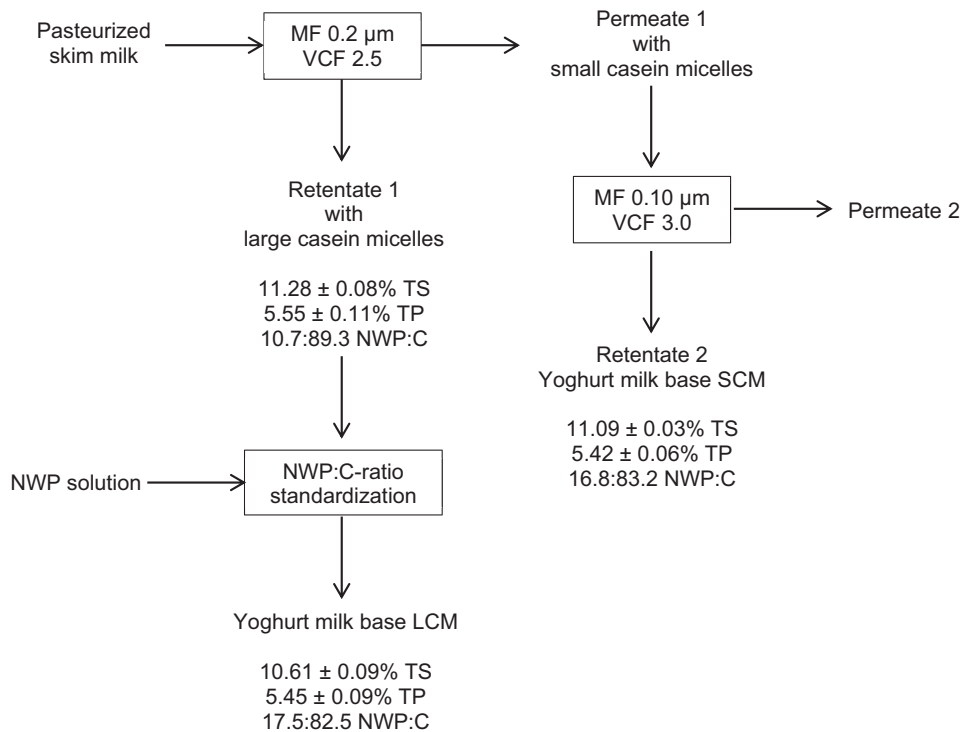 Pasteurized
skim milk
MF 0.2 µm
VCF 2.5
Permeate 1
with
small casein micelles
Retentate 1
with
large casein micelles
11.28 ± 0.08% TS
5.55 ± 0.11% TP
10.7:89.3 NWP:C
MF 0.10 µm
VCF 3.0
Permeate 2
Retentate 2
Yoghurt milk base SCM
11.09 ± 0.03% TS
5.42 ± 0.06% TP
16.8:83.2 NWP:C
NWP solution
NWP:C-ratio
standardization
Yoghurt milk base LCM
10.61 ± 0.09% TS
5.45 ± 0.09% TP
17.5:82.5 NWP:C